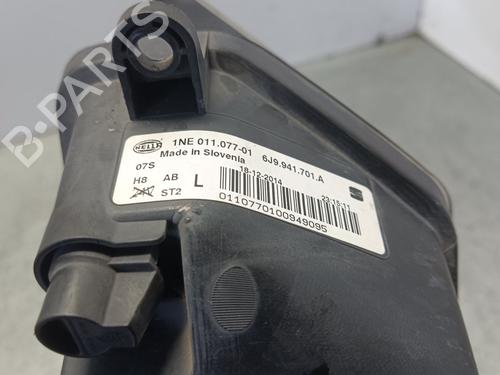 HELLA
1NE 011.077-01 6J9.941.701.A
Made in Slovenia
18-12-2014
23:15:11
07S
H8 AB
ST2
L
0110770100949095
B-PARTS